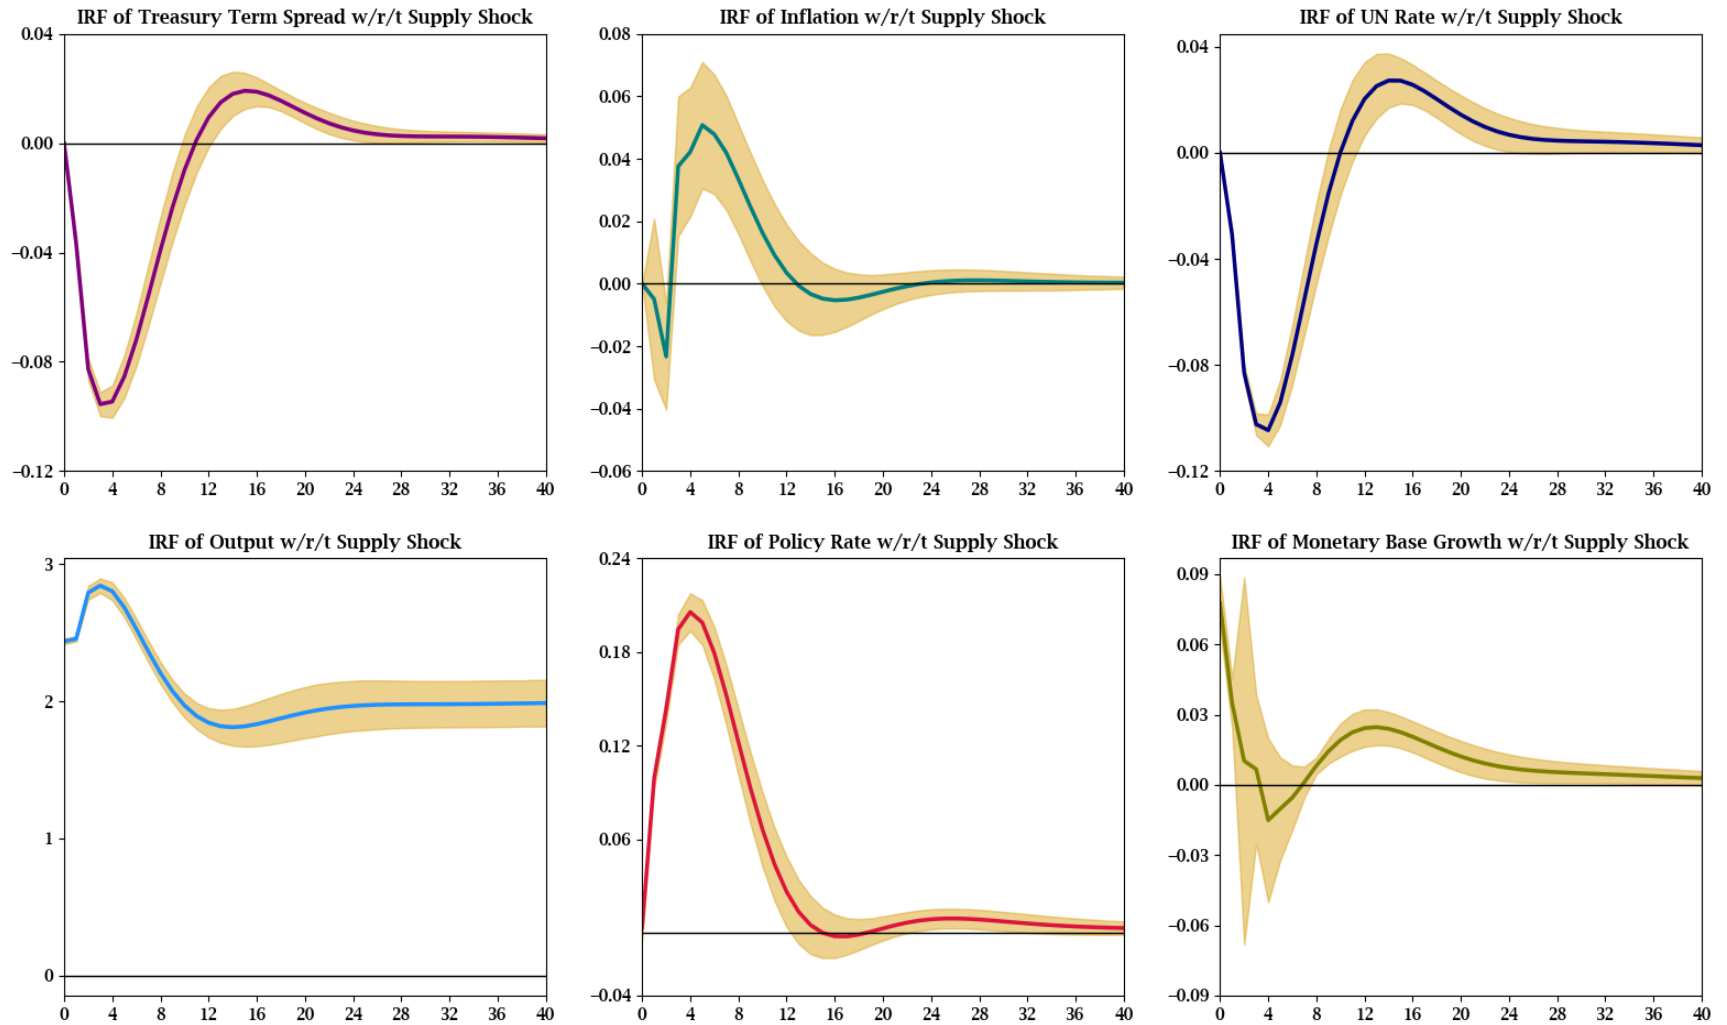 IRF of Treasury Term Spread w/r/t Supply Shock
0.04
0.00
−0.04
−0.08
−0.12
0 4 8 12 16 20 24 28 32 36 40
IRF of Inflation w/r/t Supply Shock
0.08
0.06
0.04
0.02
0.00
−0.02
−0.04
−0.06
0 4 8 12 16 20 24 28 32 36 40
IRF of UN Rate w/r/t Supply Shock
0.04
0.00
−0.04
−0.08
−0.12
0 4 8 12 16 20 24 28 32 36 40
IRF of Output w/r/t Supply Shock
3
2
1
0
0 4 8 12 16 20 24 28 32 36 40
IRF of Policy Rate w/r/t Supply Shock
0.24
0.18
0.12
0.06
-0.04
0 4 8 12 16 20 24 28 32 36 40
IRF of Monetary Base Growth w/r/t Supply Shock
0.09
0.06
0.03
0.00
−0.03
−0.06
−0.09
0 4 8 12 16 20 24 28 32 36 40